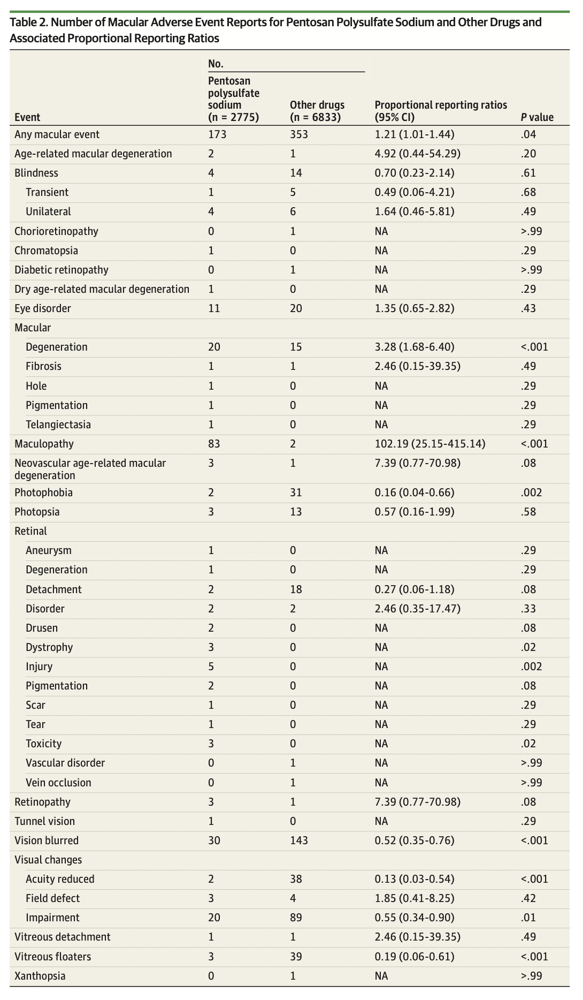 Table 2. Number of Macular Adverse Event Reports for Pentosan Polysulfate Sodium and Other Drugs and
Associated Proportional Reporting Ratios
No.
Event
Pentosan
polysulfate
sodium
(n = 2775)
Other drugs
(n = 6833)
Proportional reporting ratios
(95% CI)
P value
Any macular event 173 353 1.21 (1.01-1.44) .04
Age-related macular degeneration 2 1 4.92 (0.44-54.29) .20
Blindness 4 14 0.70 (0.23-2.14) .61
Transient 1 5 0.49 (0.06-4.21) .68
Unilateral 4 6 1.64 (0.46-5.81) .49
Chorioretinopathy 0 1 NA >.99
Chromatopsia 1 0 NA .29
Diabetic retinopathy 0 1 NA >.99
Dry age-related macular degeneration 1 0 NA .29
Eye disorder 11 20 1.35 (0.65-2.82) .43
Macular
Degeneration 20 15 3.28 (1.68-6.40) <.001
Fibrosis 1 1 2.46 (0.15-39.35) .49
Hole 1 0 NA .29
Pigmentation 1 0 NA .29
Telangiectasia 1 0 NA .29
Maculopathy 83 2 102.19 (25.15-415.14) <.001
Neovascular age-related macular 3 1 7.39 (0.77-70.98) .08
degeneration
Photophobia 2 31 0.16 (0.04-0.66) .002
Photopsia 3 13 0.57 (0.16-1.99) .58
Retinal
Aneurysm 1 0 NA .29
Degeneration 1 0 NA .29
Detachment 2 18 0.27 (0.06-1.18) .08
Disorder 2 2 2.46 (0.35-17.47) .33
Drusen 2 0 NA .08
Dystrophy 3 0 NA .02
Injury 5 0 NA .002
Pigmentation 2 0 NA .08
Scar 1 0 NA .29
Tear 1 0 NA .29
Toxicity 3 0 NA .02
Vascular disorder 0 1 NA >.99
Vein occlusion 0 1 NA >.99
Retinopathy 3 1 7.39 (0.77-70.98) .08
Tunnel vision 1 0 NA .29
Vision blurred 30 143 0.52 (0.35-0.76) <.001
Visual changes
Acuity reduced 2 38 0.13 (0.03-0.54) <.001
Field defect 3 4 1.85 (0.41-8.25) .42
Impairment 20 89 0.55 (0.34-0.90) .01
Vitreous detachment 1 1 2.46 (0.15-39.35) .49
Vitreous floaters 3 39 0.19 (0.06-0.61) <.001
Xanthopsia 0 1 NA >.99